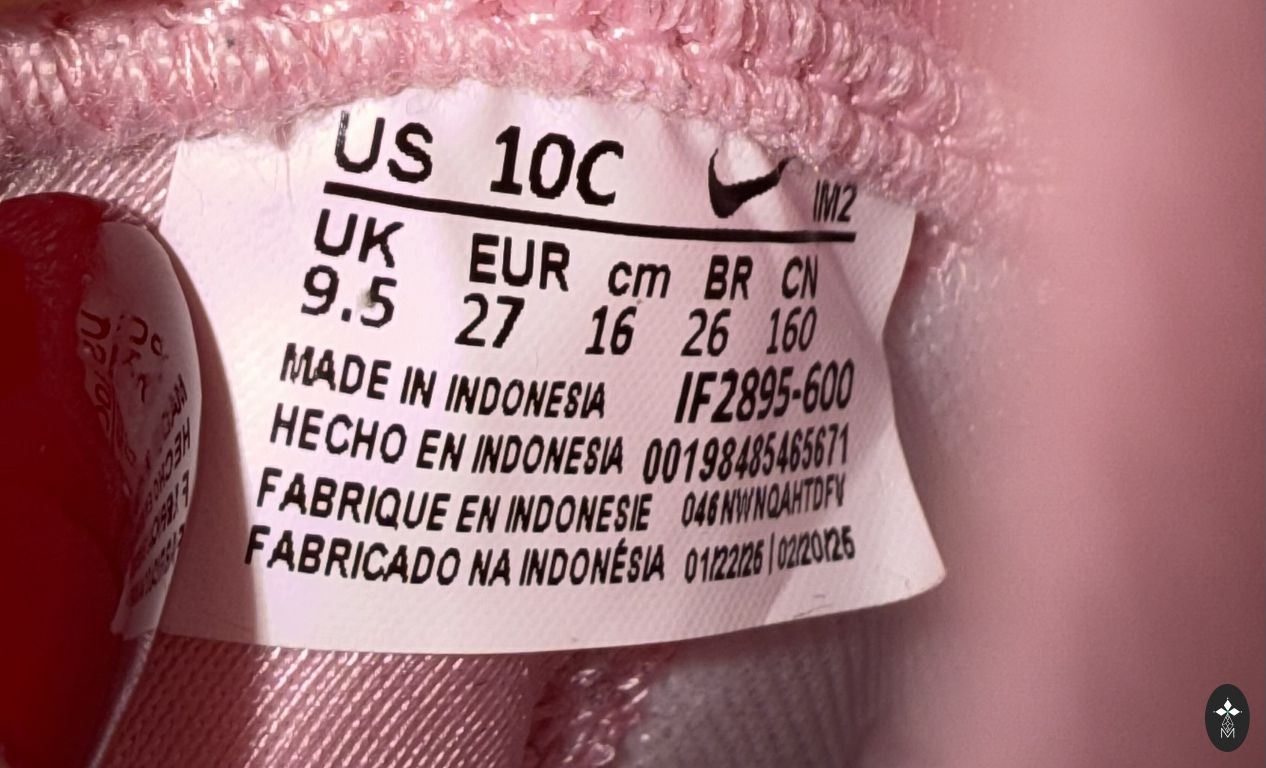 US 10C IM2
UK EUR cm BR CN
9.5 27 16 26 160
MADE IN INDONESIA IF2895-600
HECHO EN INDONESIA 00198485465671
FABRIQUE EN INDONESIE 046NWNQAHTDFV
FABRICADO NA INDONÉSIA 01/22/26 | 02/20/26
M